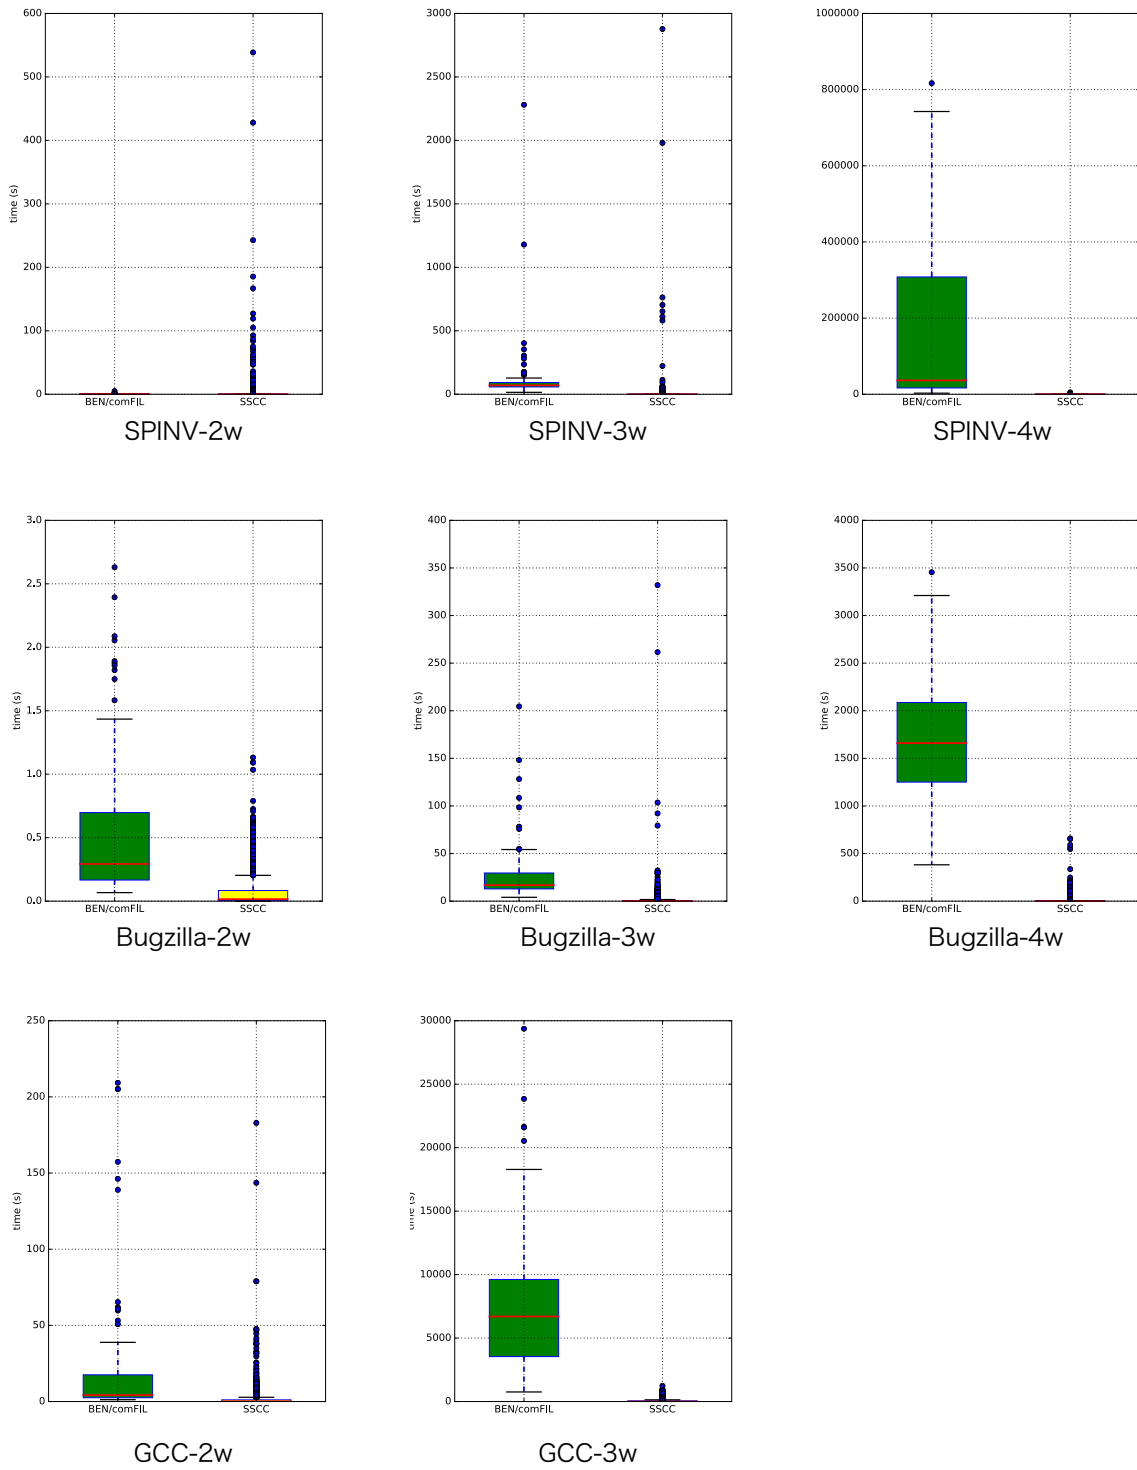 600
500
400
300
200
100
0
time (s)
BEN/comFIL
SSCC
SPINV-2w
3000
2500
2000
1500
1000
500
0
time (s)
BEN/comFIL
SSCC
SPINV-3w
1000000
800000
600000
400000
200000
0
time (s)
BEN/comFIL
SSCC
SPINV-4w
3.0
2.5
2.0
1.5
1.0
0.5
0.0
time (s)
BEN/comFIL
SSCC
Bugzilla-2w
400
350
300
250
200
150
100
50
0
time (s)
BEN/comFIL
SSCC
Bugzilla-3w
4000
3500
3000
2500
2000
1500
1000
500
0
time (s)
BEN/comFIL
SSCC
Bugzilla-4w
250
200
150
100
50
0
time (s)
BEN/comFIL
SSCC
GCC-2w
30000
25000
20000
15000
10000
5000
0
time (s)
BEN/comFIL
SSCC
GCC-3w